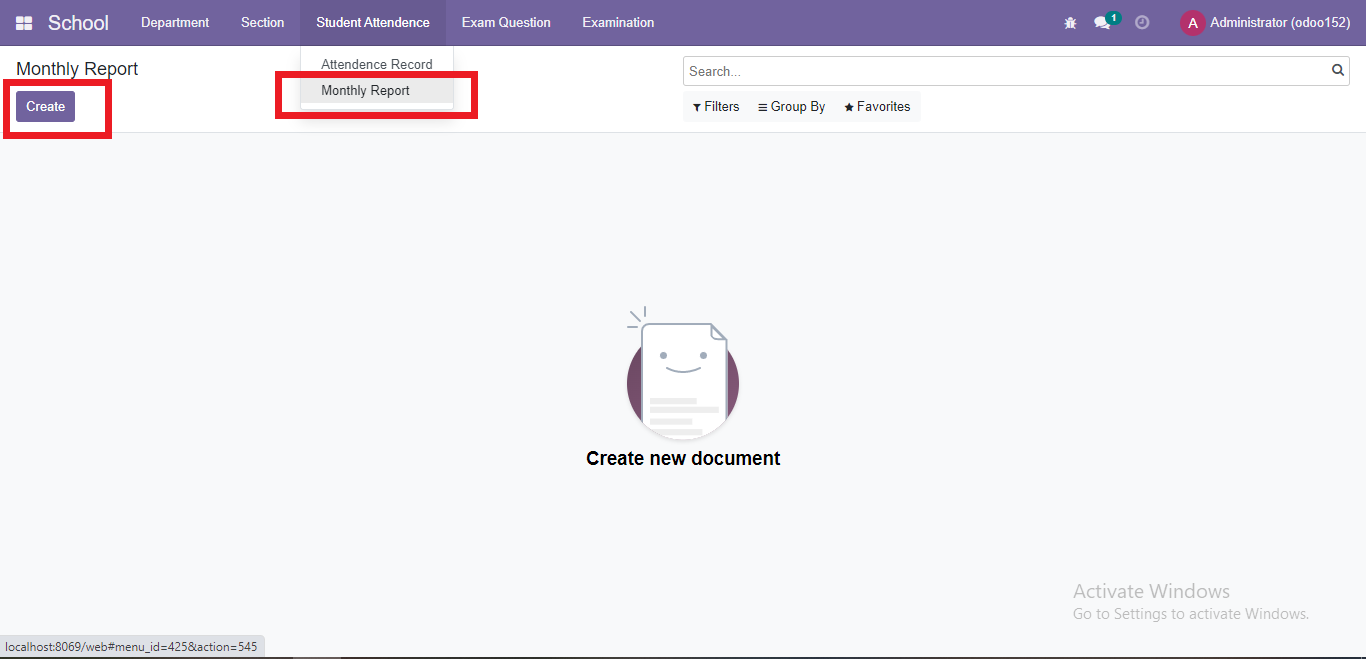 School Department Section Student Attendence Exam Question Examination 1 A Administrator (odoo152)
Attendence Record
Monthly Report
Monthly Report
Create
Search...
Filters Group By Favorites
Create new document
Activate Windows
Go to Settings to activate Windows.
localhost:8069/web#menu_id=425&action=545